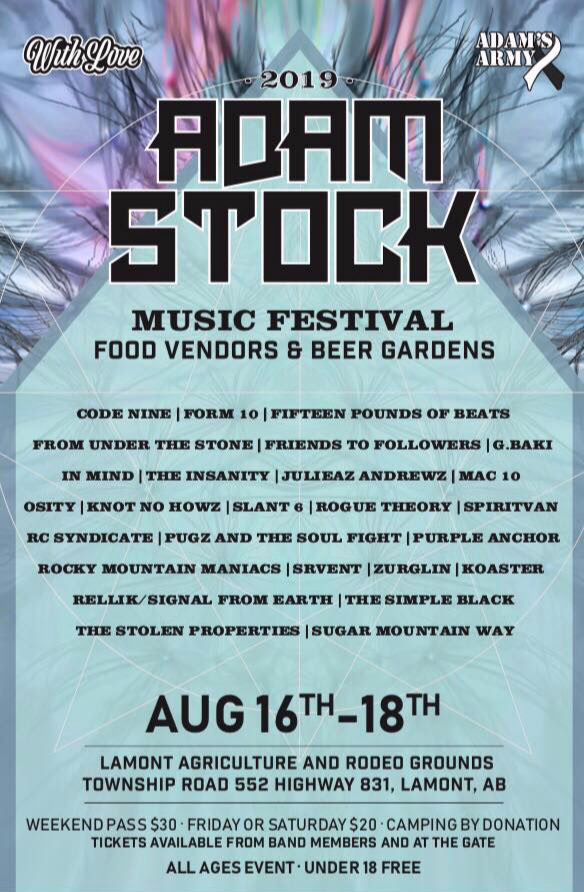 With Love
ADAM'S
ARMY
· 2019 ·
ADAM
STOCK
MUSIC FESTIVAL
FOOD VENDORS & BEER GARDENS
CODE NINE | FORM 10 | FIFTEEN POUNDS OF BEATS
FROM UNDER THE STONE | FRIENDS TO FOLLOWERS | G.BAKI
IN MIND | THE INSANITY | JULIEAZ ANDREWZ | MAC 10
OSITY | KNOT NO HOWZ | SLANT 6 | ROGUE THEORY | SPIRITVAN
RC SYNDICATE | PUGZ AND THE SOUL FIGHT | PURPLE ANCHOR
ROCKY MOUNTAIN MANIACS | SRVENT | ZURGLIN | KOASTER
RELLIK/SIGNAL FROM EARTH | THE SIMPLE BLACK
THE STOLEN PROPERTIES | SUGAR MOUNTAIN WAY
AUG 16TH-18TH
LAMONT AGRICULTURE AND RODEO GROUNDS
TOWNSHIP ROAD 552 HIGHWAY 831, LAMONT, AB
WEEKEND PASS $30 · FRIDAY OR SATURDAY $20 · CAMPING BY DONATION
TICKETS AVAILABLE FROM BAND MEMBERS AND AT THE GATE
ALL AGES EVENT · UNDER 18 FREE